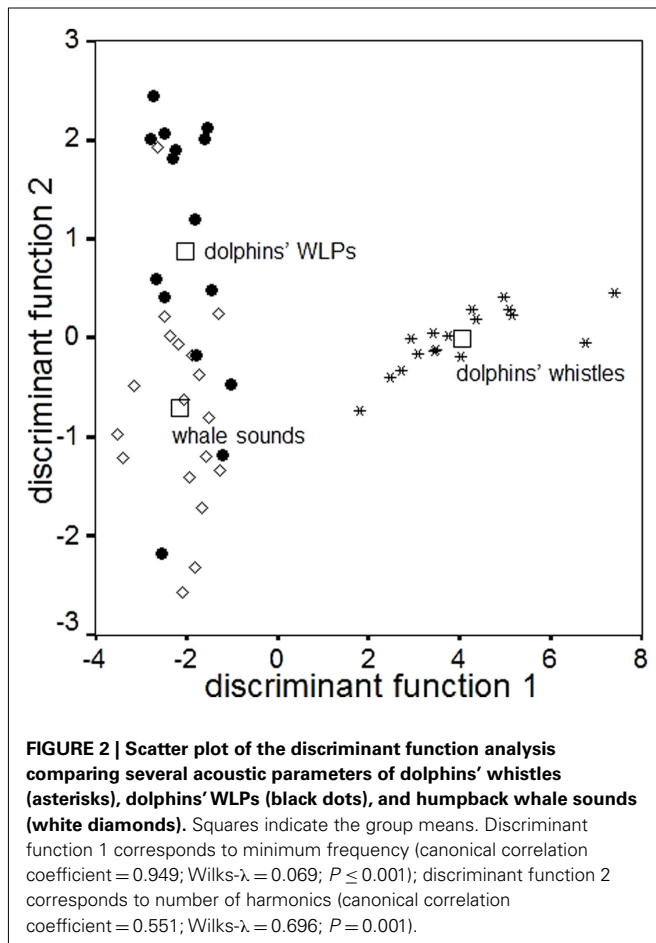 3
2
1
0
-1
-2
-3
discriminant function 2
dolphins' WLPs
dolphins' whistles
whale sounds
-4
-2
0
2
4
6
8
discriminant function 1
FIGURE 2 | Scatter plot of the discriminant function analysis
comparing several acoustic parameters of dolphins' whistles
(asterisks), dolphins' WLPs (black dots), and humpback whale sounds
(white diamonds). Squares indicate the group means. Discriminant
function 1 corresponds to minimum frequency (canonical correlation
coefficient = 0.949; Wilks-λ = 0.069; P ≤ 0.001); discriminant function 2
corresponds to number of harmonics (canonical correlation
coefficient = 0.551; Wilks-λ = 0.696; P = 0.001).